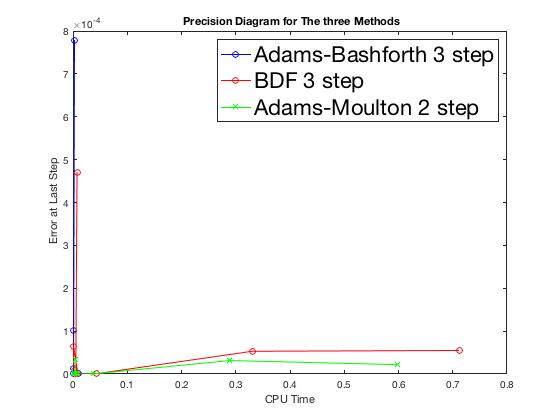 Precision Diagram for The three Methods
×10-4
8
7
6
5
4
3
2
1
0
Error at Last Step
Adams-Bashforth 3 step
BDF 3 step
Adams-Moulton 2 step
0 0.1 0.2 0.3 0.4 0.5 0.6 0.7 0.8
CPU Time